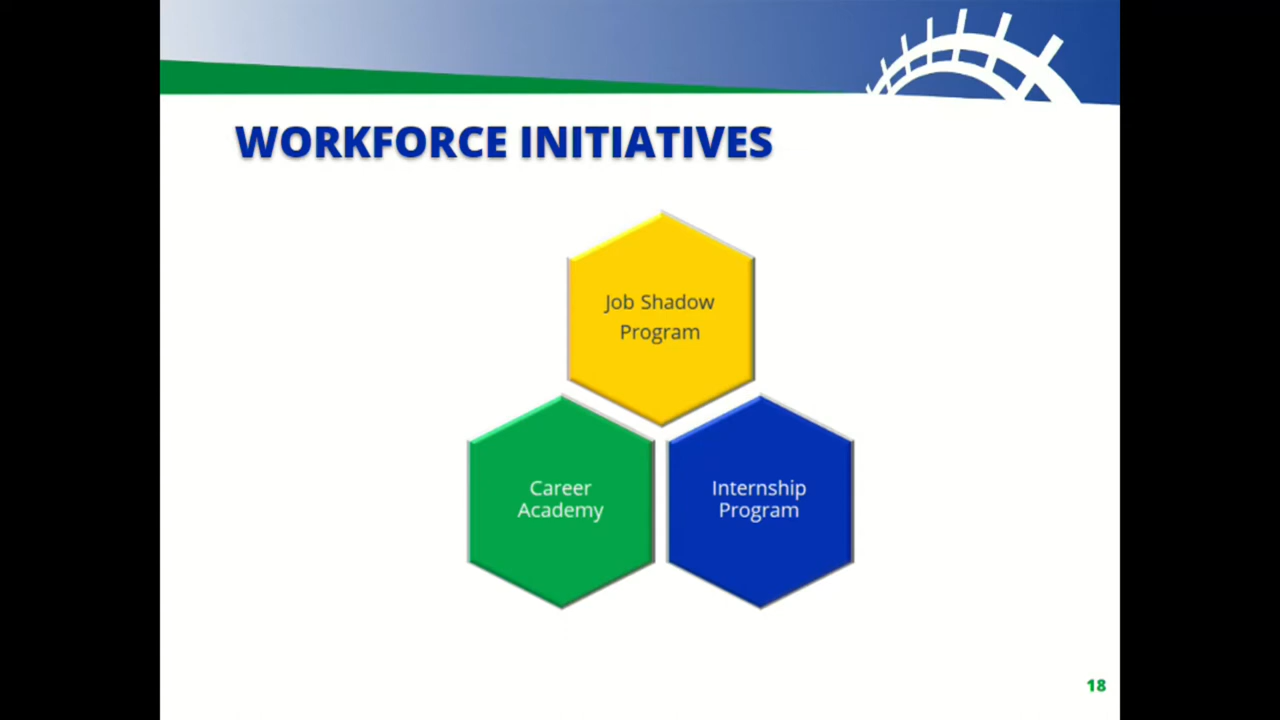 WORKFORCE INITIATIVES
Job Shadow
Program
Career
Academy
Internship
Program
18